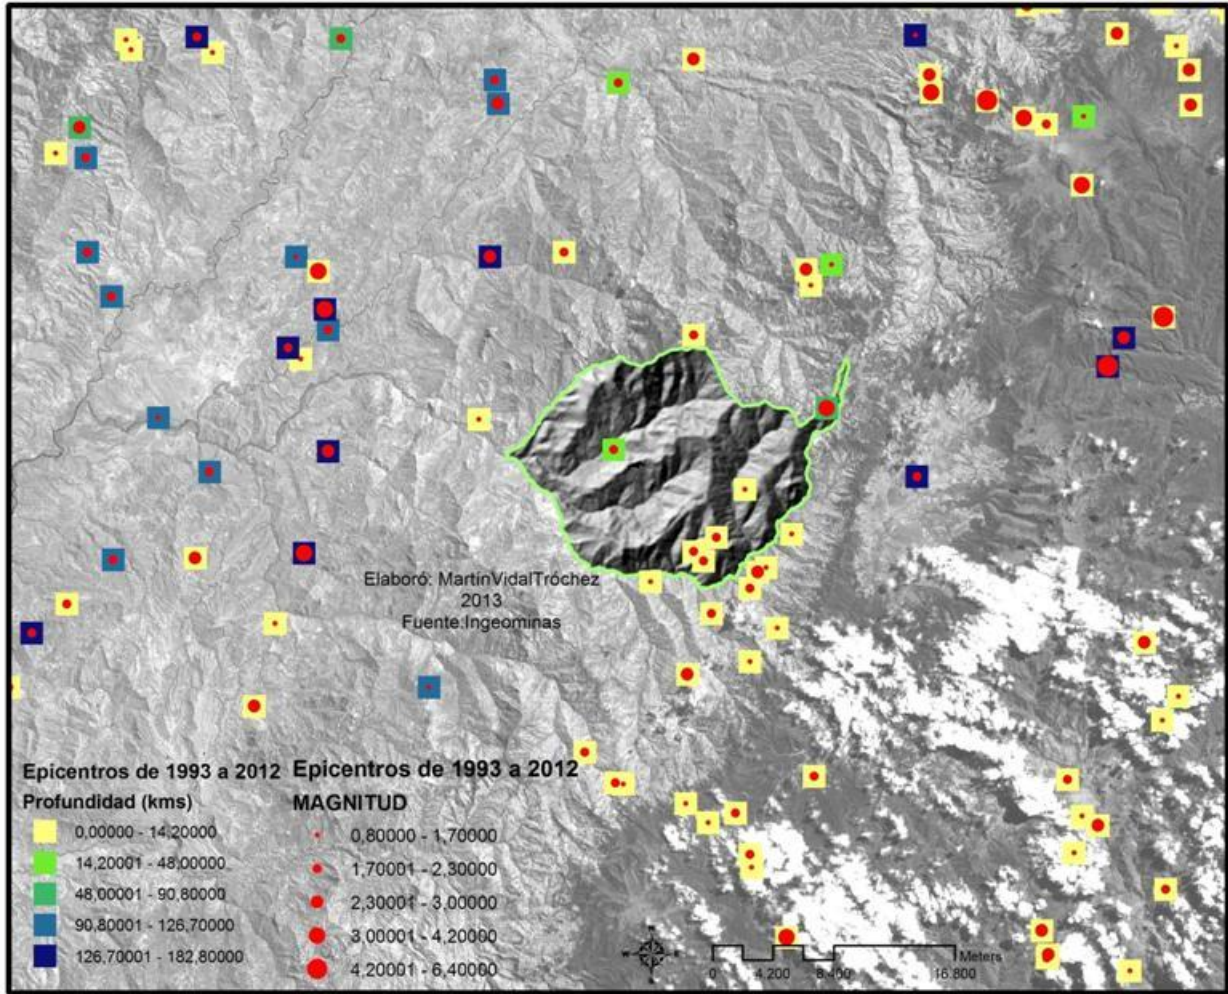 Elaboró: MartínVidalTróchez
2013
Fuente:Ingeominas
Epicentros de 1993 a 2012
Profundidad (kms)
0,00000 - 14,20000
14,20001 - 48,00000
48,00001 - 90,80000
90,80001 - 126,70000
126,70001 - 182,80000
Epicentros de 1993 a 2012
MAGNITUD
0,80000 - 1,70000
1,70001 - 2,30000
2,30001 - 3,00000
3,00001 - 4,20000
4,20001 - 6,40000
W E
Meters
0 4.200 8.400 16.800